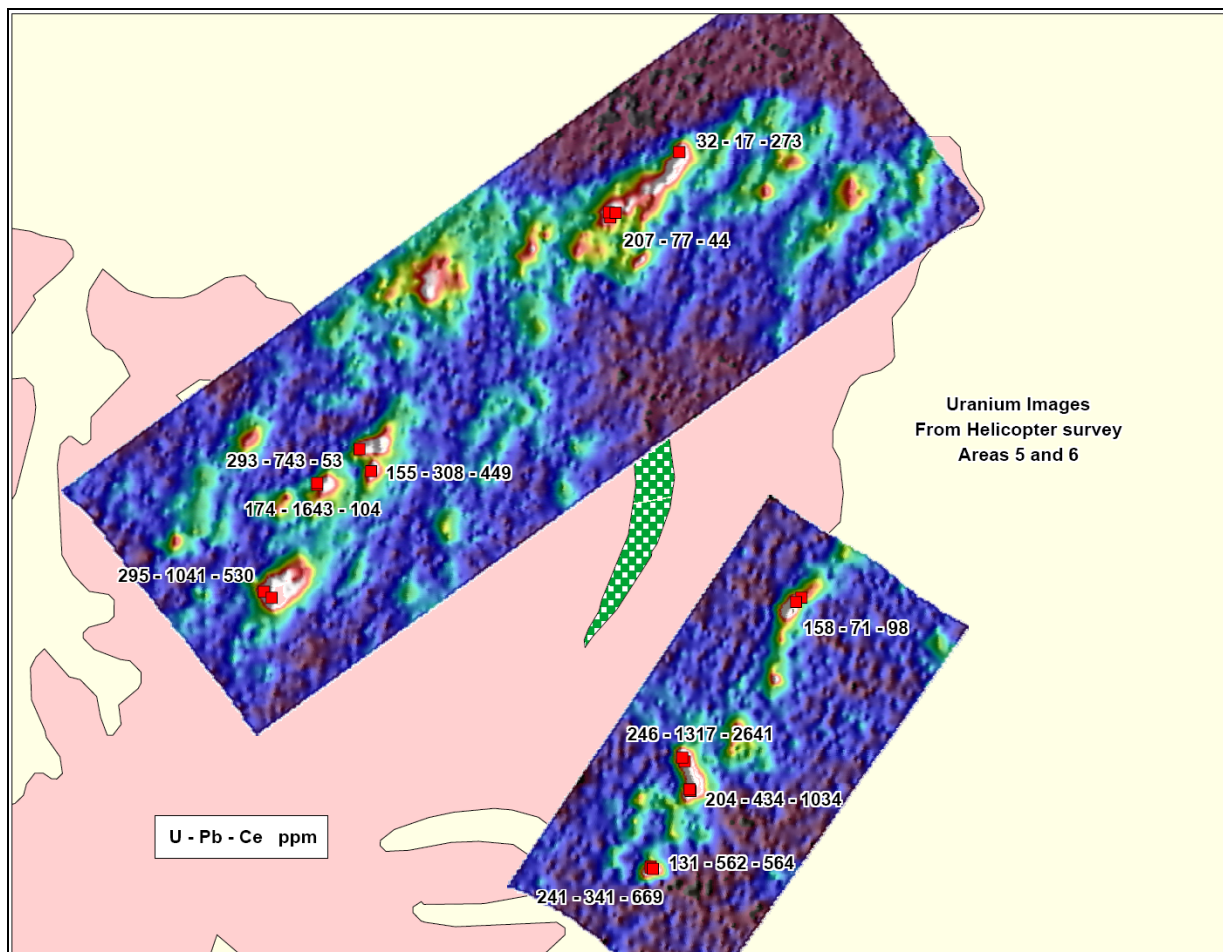 32 - 17 - 273
207 - 77 - 44
Uranium Images
From Helicopter survey
Areas 5 and 6
293 - 743 - 53
155 - 308 - 449
174 - 1643 - 104
295 - 1041 - 530
158 - 71 - 98
246 - 1317 - 2641
204 - 434 - 1034
U - Pb - Ce ppm
131 - 562 - 564
241 - 341 - 669